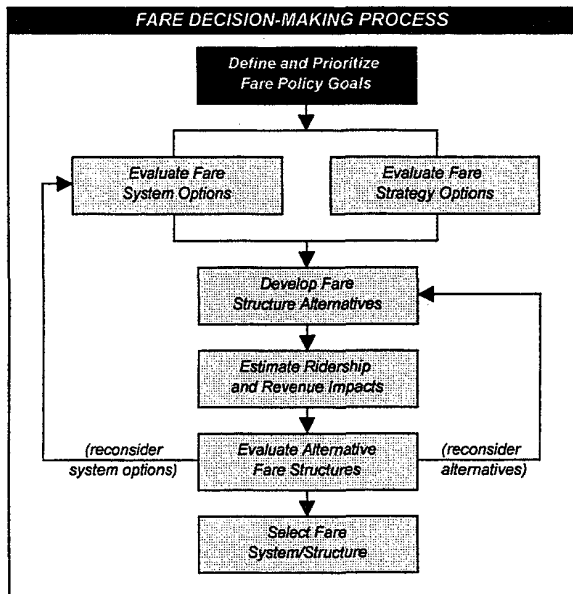 FARE DECISION-MAKING PROCESS
Define and Prioritize
Fare Policy Goals
Evaluate Fare
System Options
Evaluate Fare
Strategy Options
Develop Fare
Structure Alternatives
Estimate Ridership
and Revenue Impacts
(reconsider
system options)
Evaluate Alternative
Fare Structures
(reconsider
alternatives)
Select Fare
System/Structure